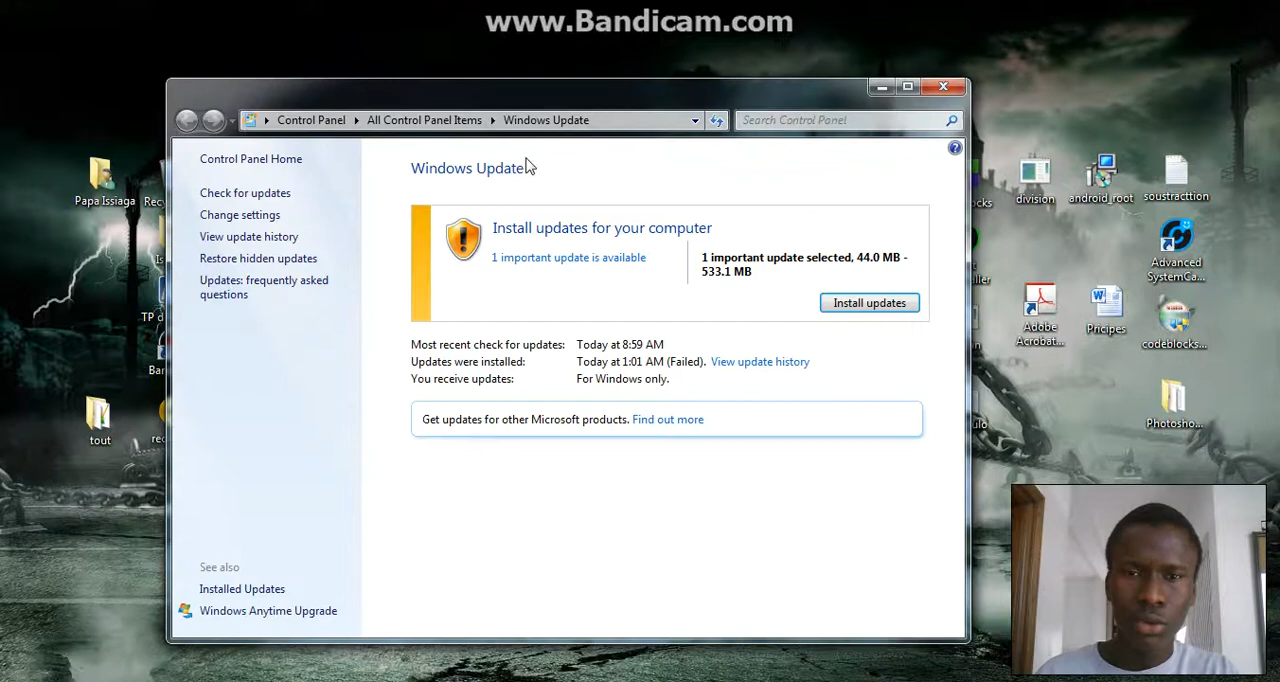 www.Bandicam.com
Control Panel
All Control Panel Items
Windows Update
Search Control Panel
Control Panel Home
Check for updates
Change settings
View update history
Restore hidden updates
Updates: frequently asked
questions
See also
Installed Updates
Windows Anytime Upgrade
Windows Update
Install updates for your computer
1 important update is available
1 important update selected, 44.0 MB -
533.1 MB
Install updates
Most recent check for updates: Today at 8:59 AM
Updates were installed: Today at 1:01 AM (Failed). View update history
You receive updates: For Windows only.
Get updates for other Microsoft products. Find out more
Papa Issiaga
TP d
tout
division
android_root
soustracttion
Advanced
SystemCa...
Adobe
Acrobat...
Pricipes
codeblocks...
Photosho...